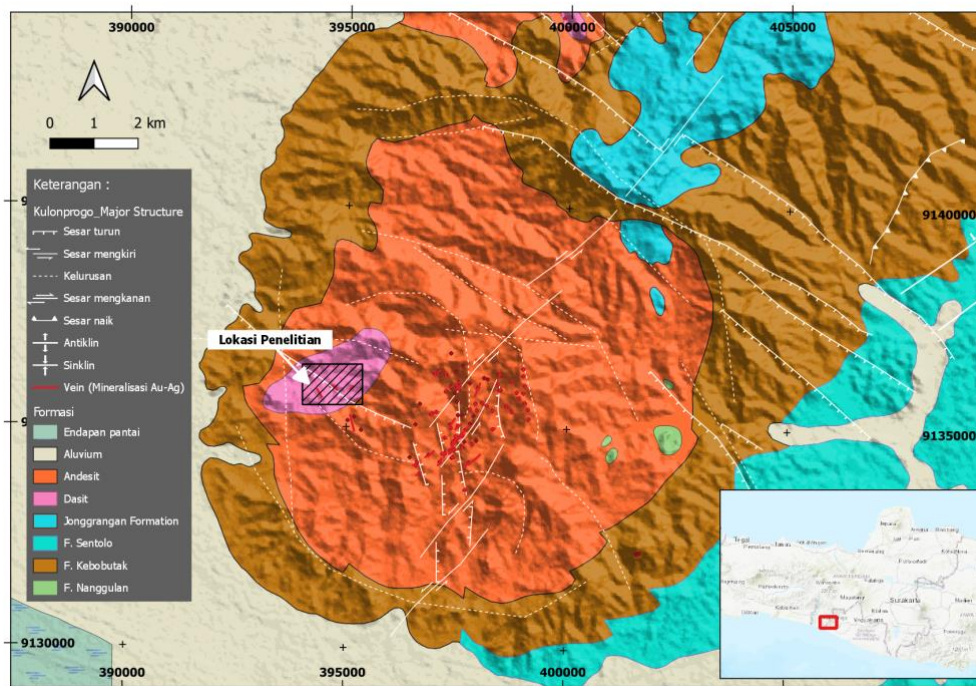 390000
395000
400000
405000
0 1 2 km
Keterangan :
Kulonprogo_Major Structure
Sesar turun
Sesar mengkiri
Kelurusan
Sesar mengkanan
Sesar naik
Antiklin
Sinklin
Vein (Mineralisasi Au-Ag)
Formasi
Endapan pantai
Aluvium
Andesit
Dasit
Jonggrangan Formation
F. Sentolo
F. Kebobutak
F. Nanggulan
9140000
Lokasi Penelitian
9135000
Tegal
Surakarta
9130000
390000
395000
400000